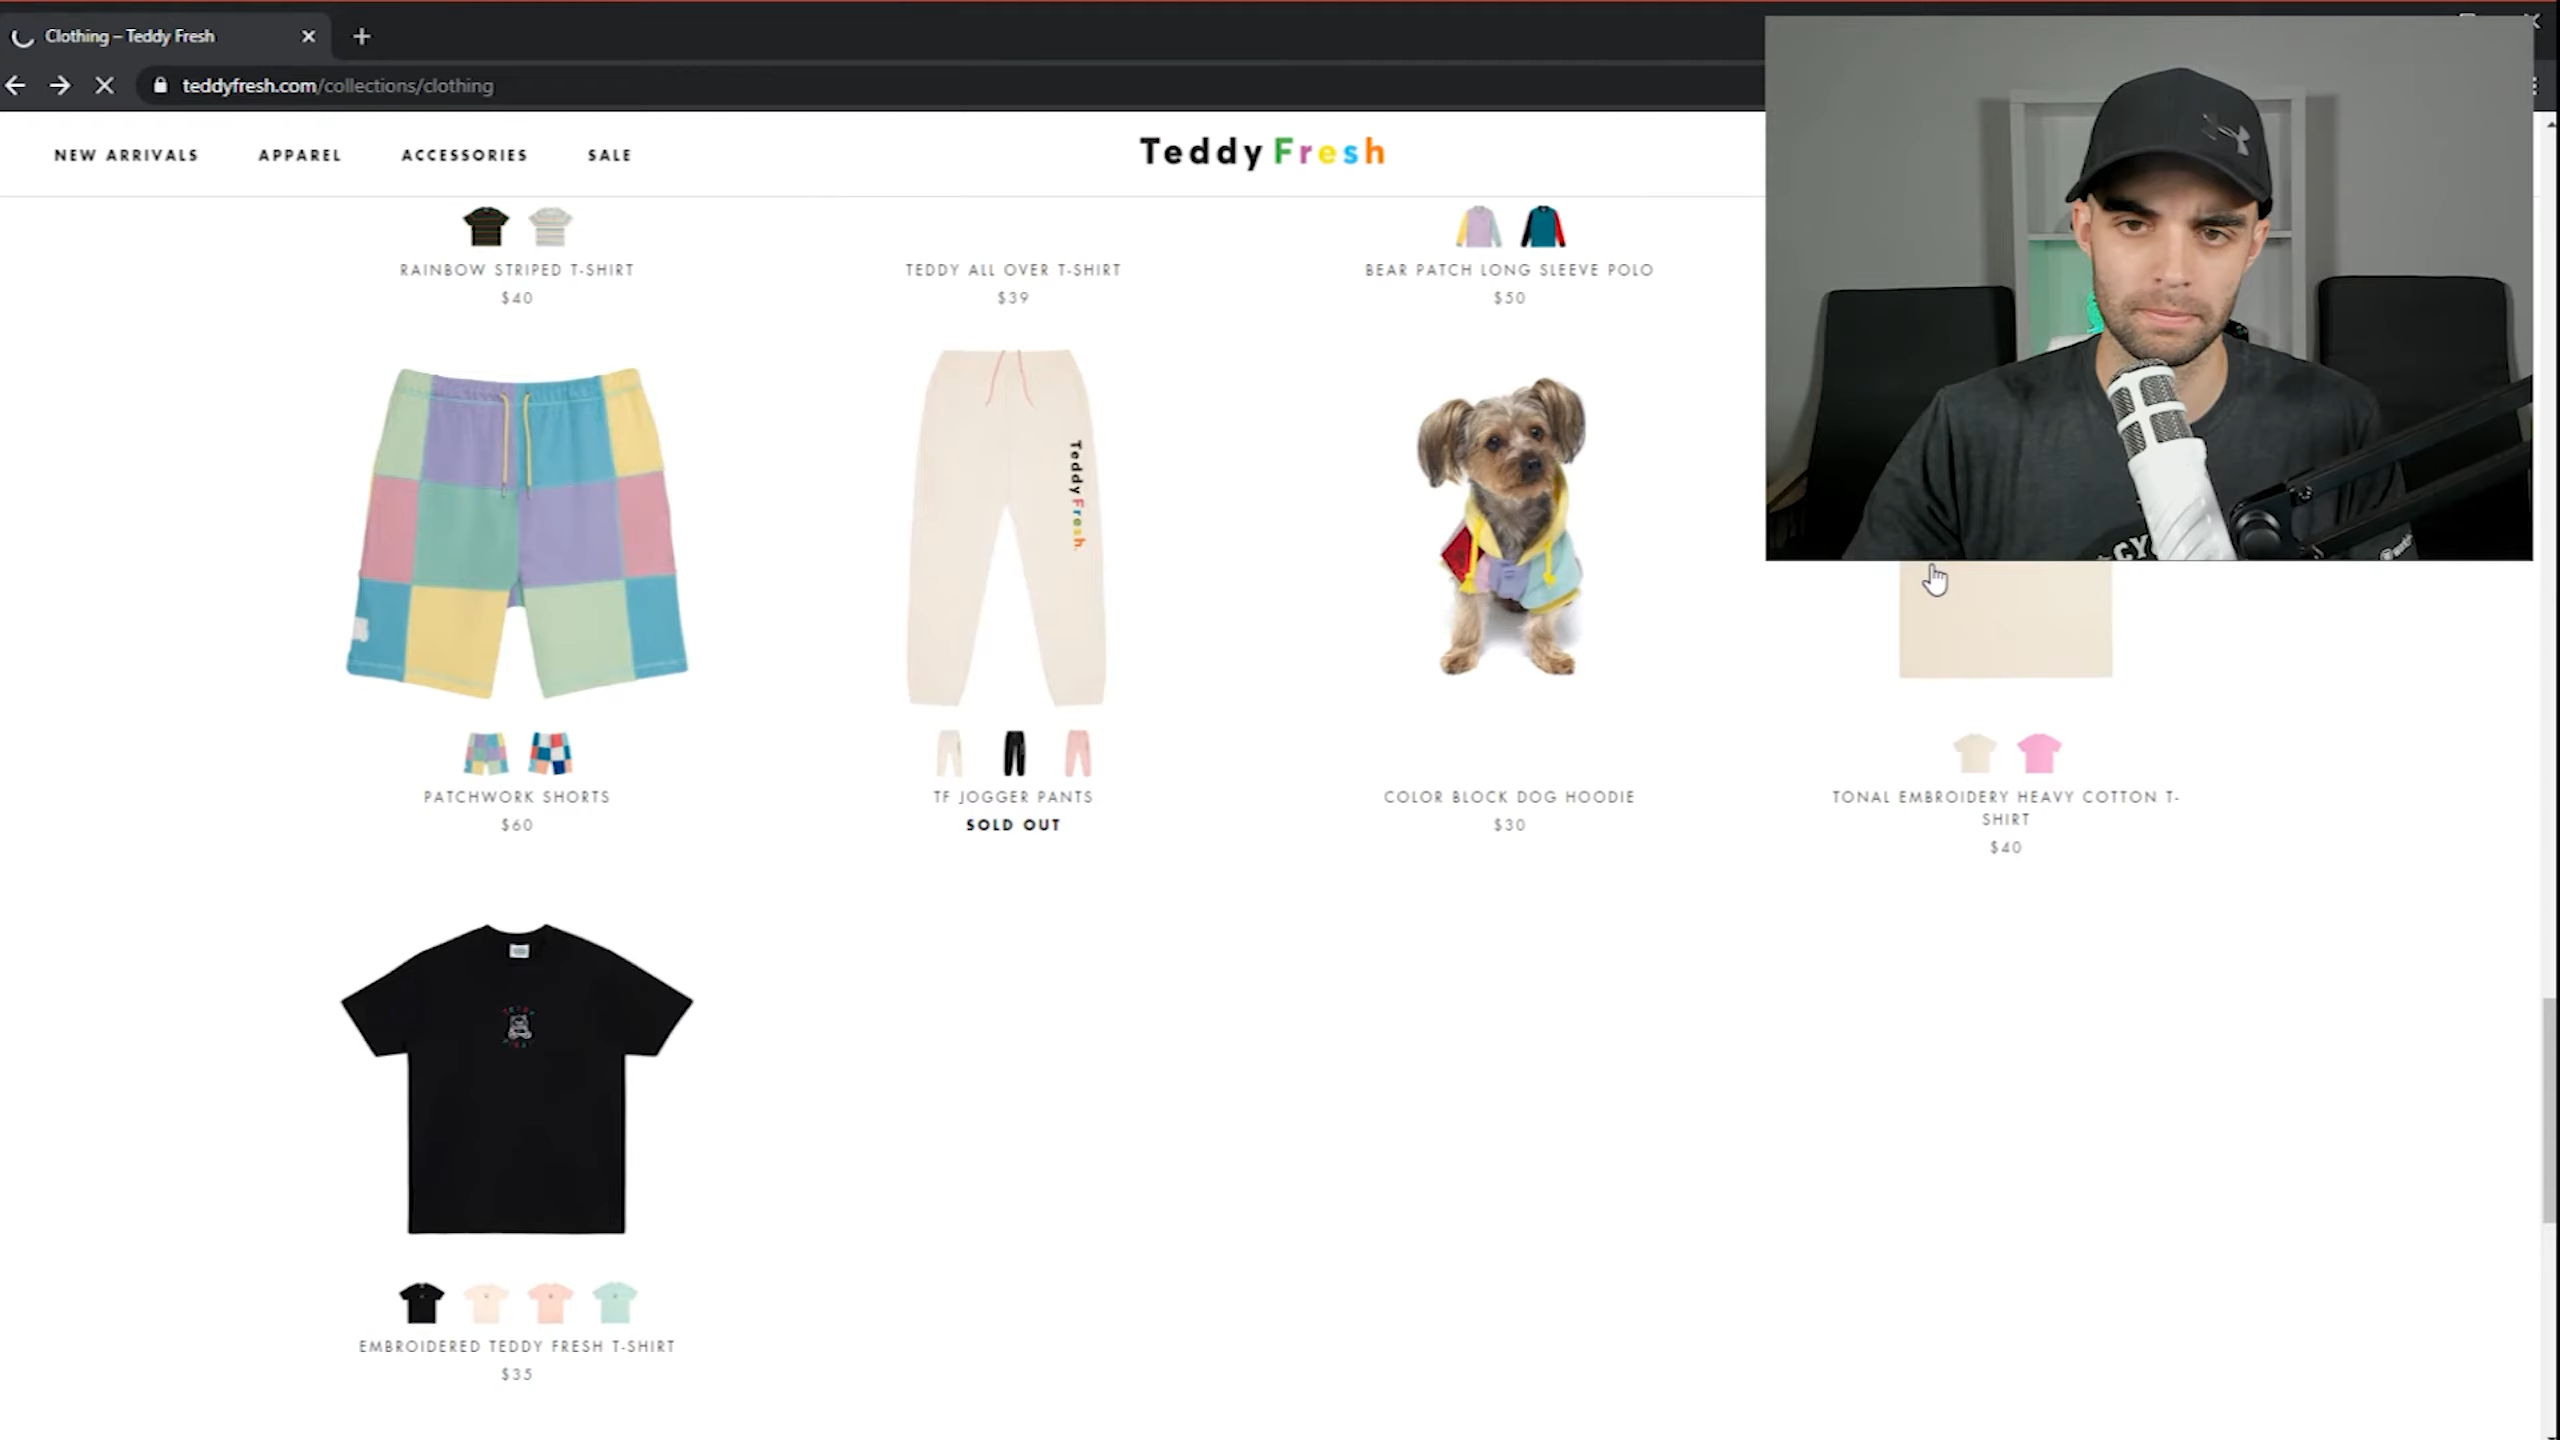 Clothing – Teddy Fresh
teddyfresh.com/collections/clothing
NEW ARRIVALS APPAREL ACCESSORIES SALE
Teddy Fresh
RAINBOW STRIPED T-SHIRT
$40
TEDDY ALL OVER T-SHIRT
$39
BEAR PATCH LONG SLEEVE POLO
$50
Teddy Fresh.
PATCHWORK SHORTS
$60
TF JOGGER PANTS
SOLD OUT
COLOR BLOCK DOG HOODIE
$30
TONAL EMBROIDERY HEAVY COTTON T-
SHIRT
$40
EMBROIDERED TEDDY FRESH T-SHIRT
$35